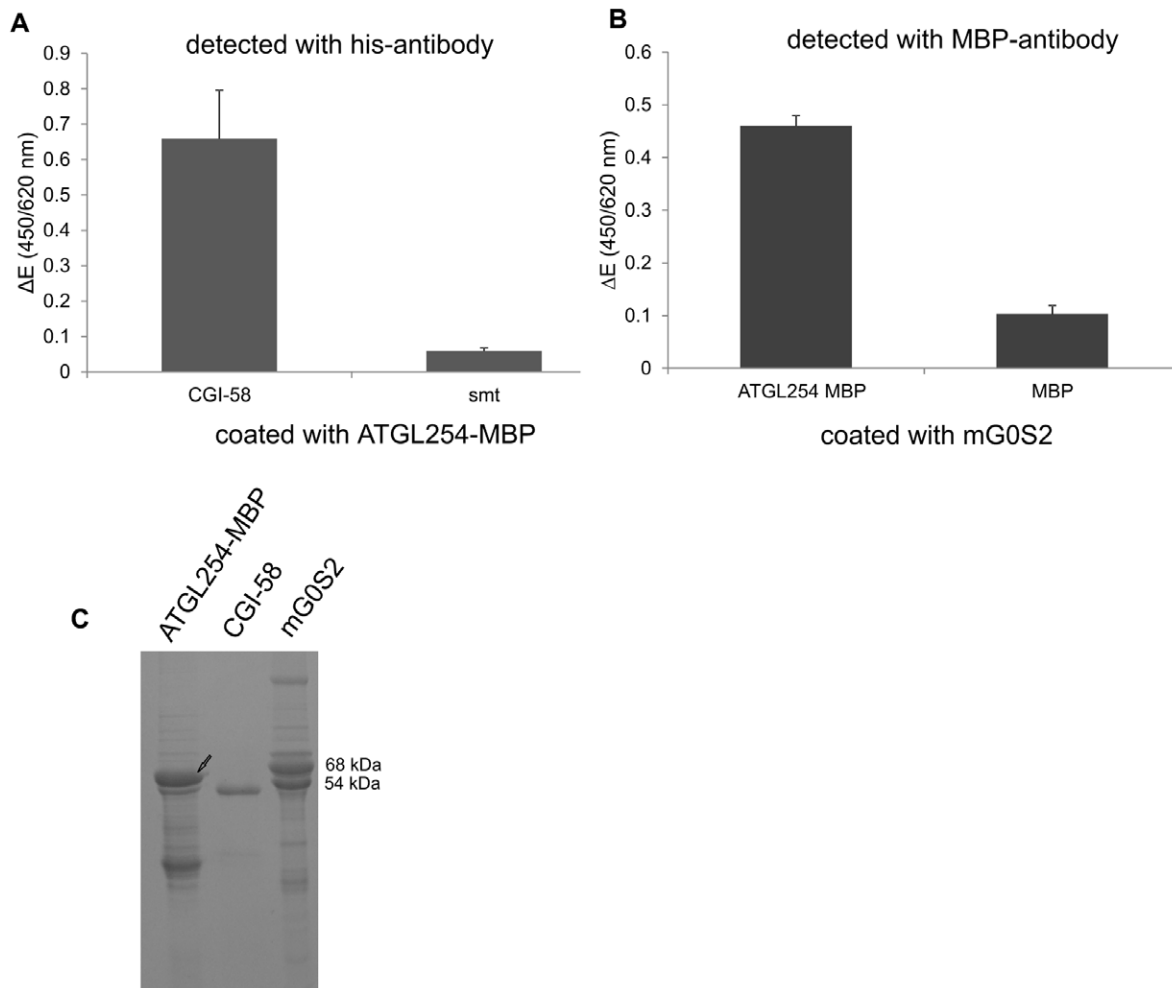 A
detected with his-antibody
0.9
0.8
0.7
0.6
0.5
0.4
0.3
0.2
0.1
0
ΔE (450/620 nm)
CGI-58 smt
coated with ATGL254-MBP
B
detected with MBP-antibody
0.6
0.5
0.4
0.3
0.2
0.1
0
ΔE (450/620 nm)
ATGL254 MBP MBP
coated with mG0S2
C
ATGL254-MBP
CGI-58
mG0S2
68 kDa
54 kDa